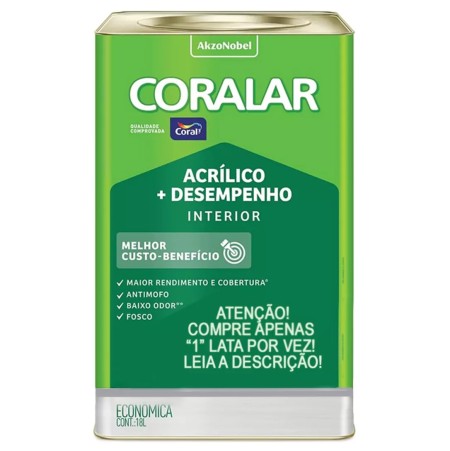 AkzoNobel
CORALAR
QUALIDADE
COMPROVADA
Coral
ACRÍLICO
+ DESEMPENHO
INTERIOR
MELHOR
CUSTO-BENEFÍCIO
✓ MAIOR RENDIMENTO E COBERTURA*
✓ ANTIMOFO
✓ BAIXO ODOR**
✓ FOSCO
ATENÇÃO!
COMPRE APENAS
“1” LATA POR VEZ!
LEIA A DESCRIÇÃO!
ECONÔMICA
CONT.:18L